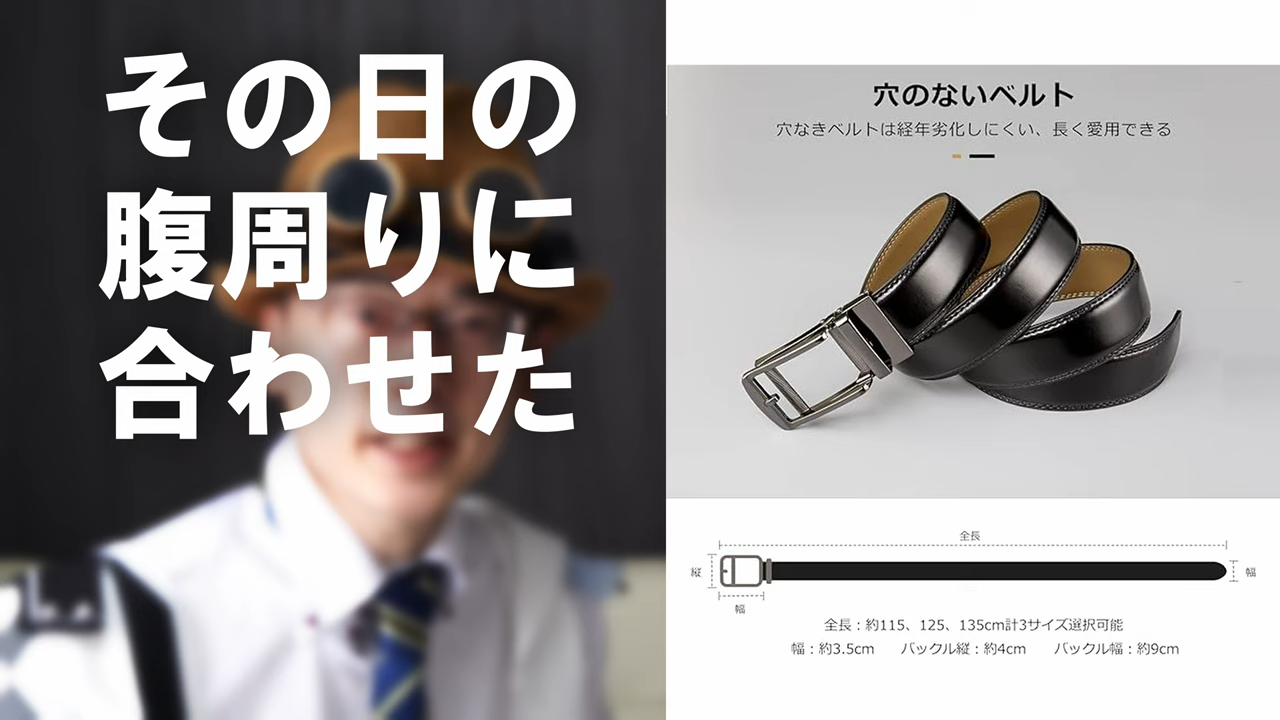 その日の
腹周りに
合わせた
穴のないベルト
穴なきベルトは経年劣化しにくい、長く愛用できる
全長
縦
幅
幅
全長：約115、125、135cm計3サイズ選択可能
幅：約3.5cm　バックル縦：約4cm　バックル幅：約9cm